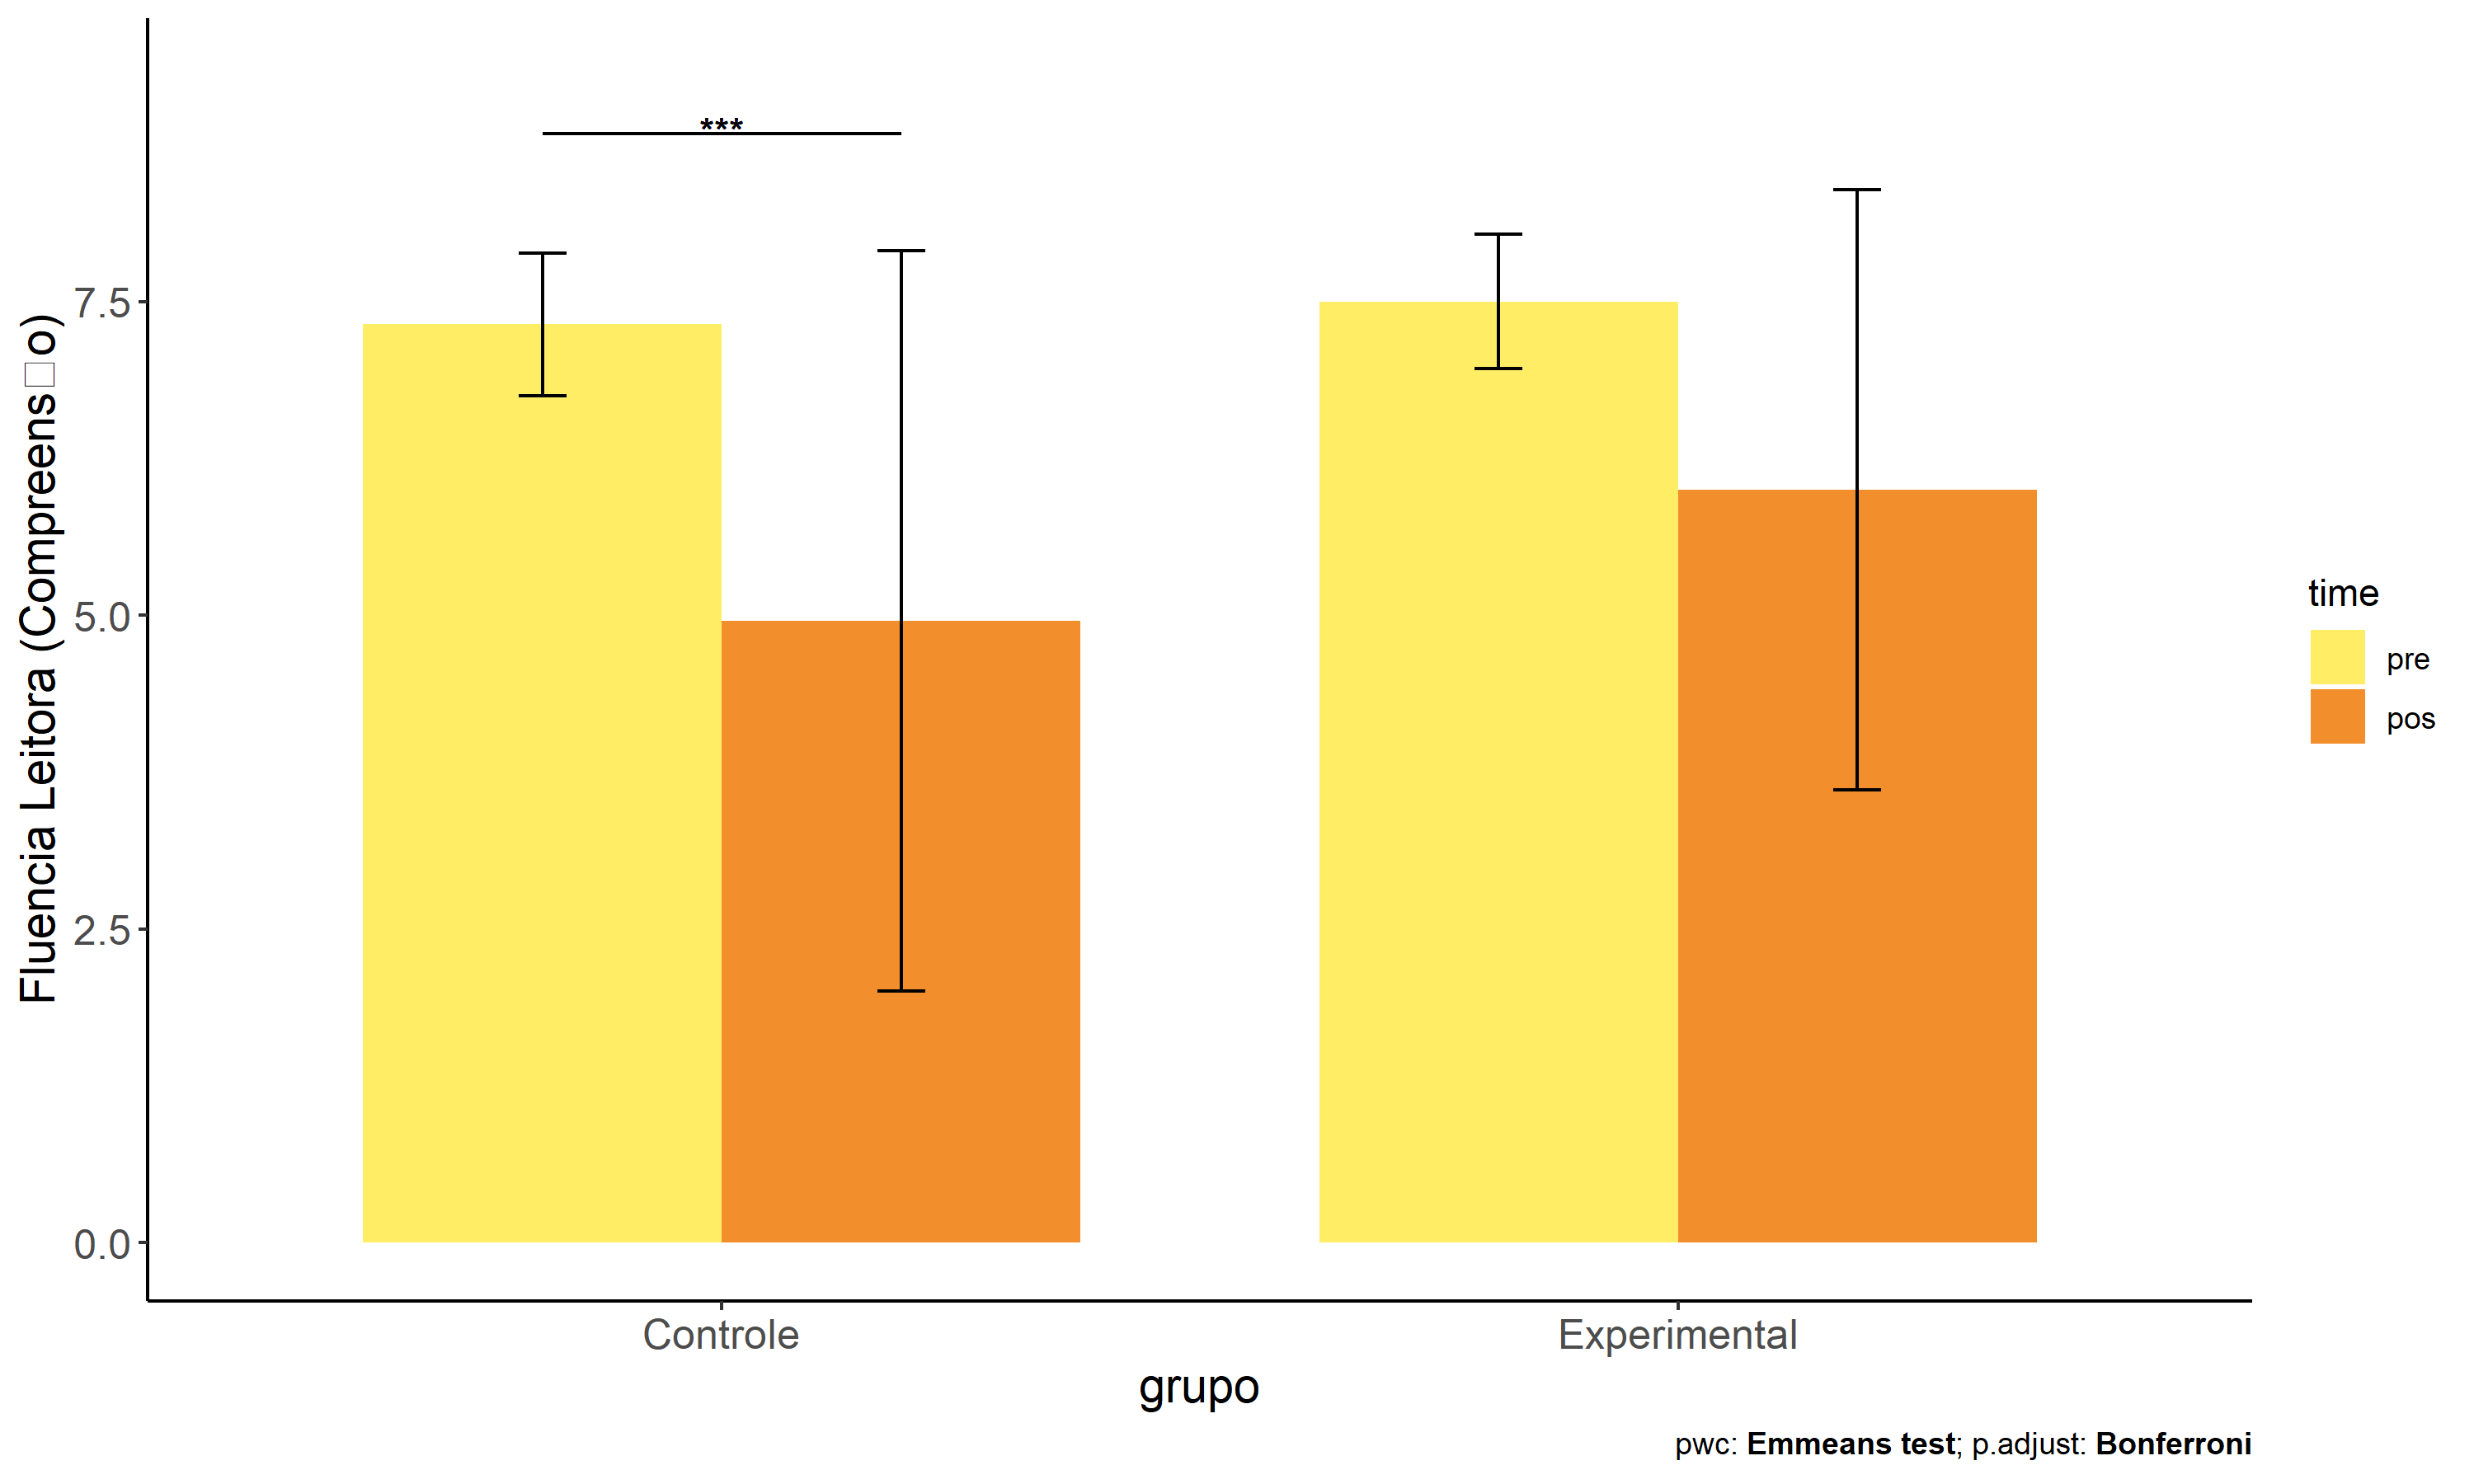 ***
Fluencia Leitora (Compreens□o)
7.5
5.0
2.5
0.0
Controle
Experimental
grupo
time
pre
pos
pwc: Emmeans test; p.adjust: Bonferroni